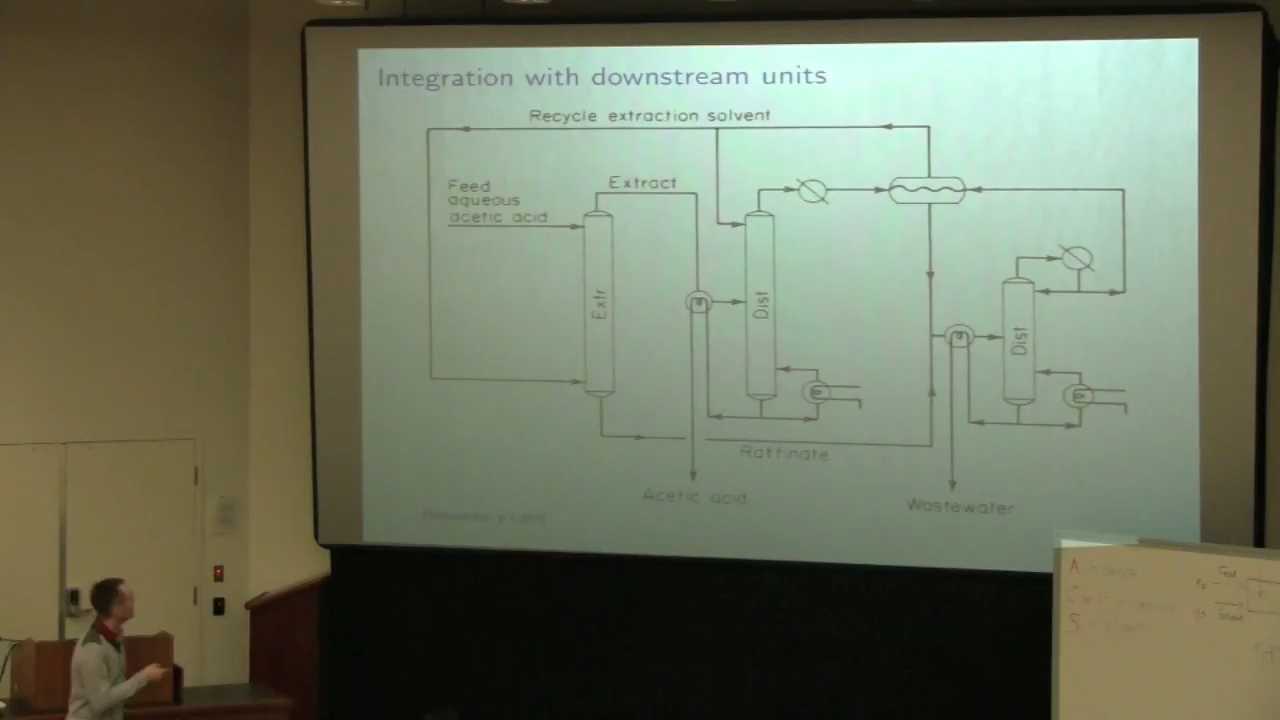 Integration with downstream units
Recycle extraction solvent
Feed
aqueous
acetic acid
Extract
Extr
Dist
Dist
Raffinate
Acetic acid
Wastewater
A
Feed
S